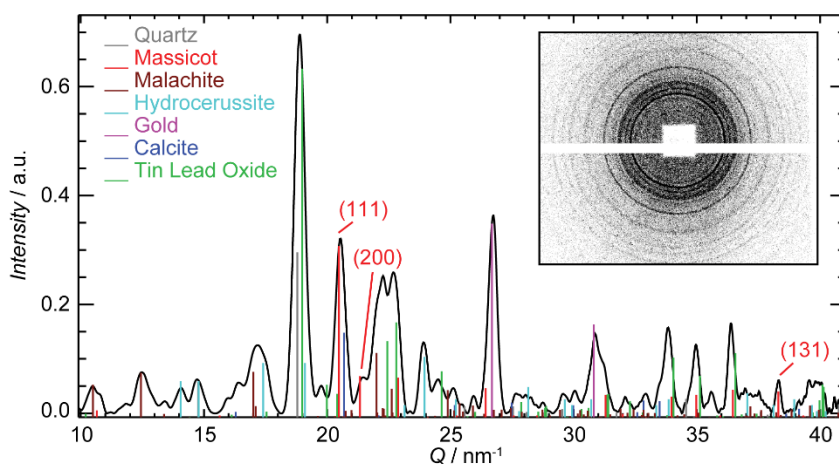 Quartz
Massicot
Malachite
Hydrocerussite
Gold
Calcite
Tin Lead Oxide
(111)
(200)
(131)
Intensity / a.u.
0.6
0.4
0.2
0.0
10 15 20 25 30 35 40
Q / nm-1